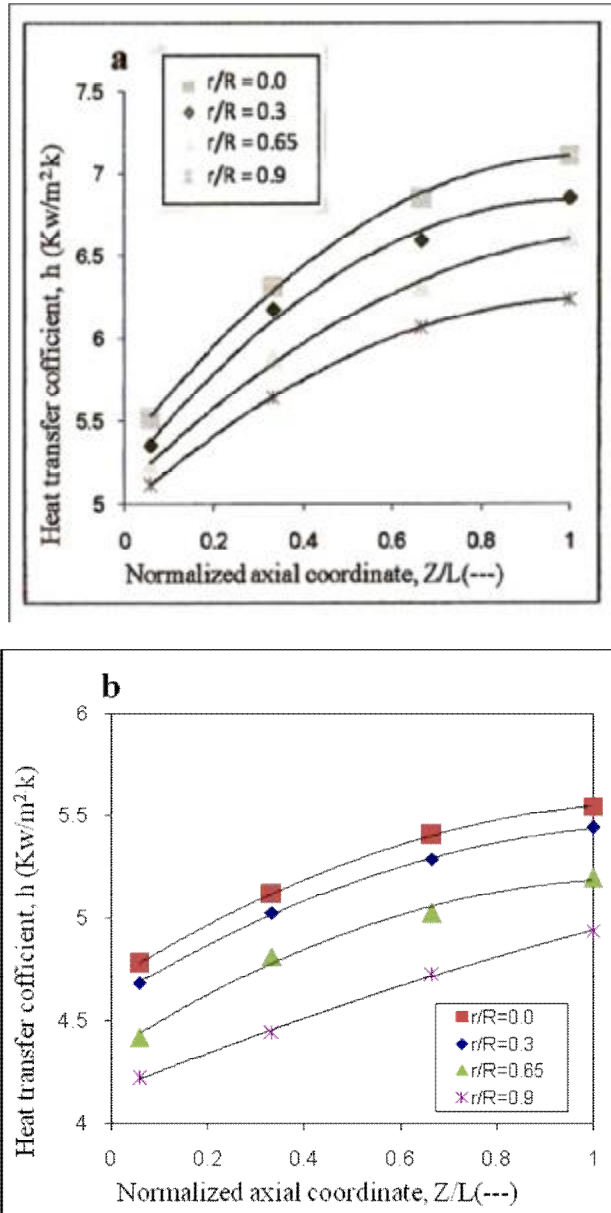 a
r/R = 0.0
r/R = 0.3
r/R = 0.65
r/R = 0.9
7.5
7
6.5
6
5.5
5
Heat transfer cofficient, h (Kw/m² k)
0 0.2 0.4 0.6 0.8 1
Normalized axial coordinate, Z/L(---)
b
6
5.5
5
4.5
4
Heat transfer cofficient, h (Kw/m² k)
r/R=0.0
r/R=0.3
r/R=0.65
r/R=0.9
0 0.2 0.4 0.6 0.8 1
Normalized axial coordinate, Z/L(---)